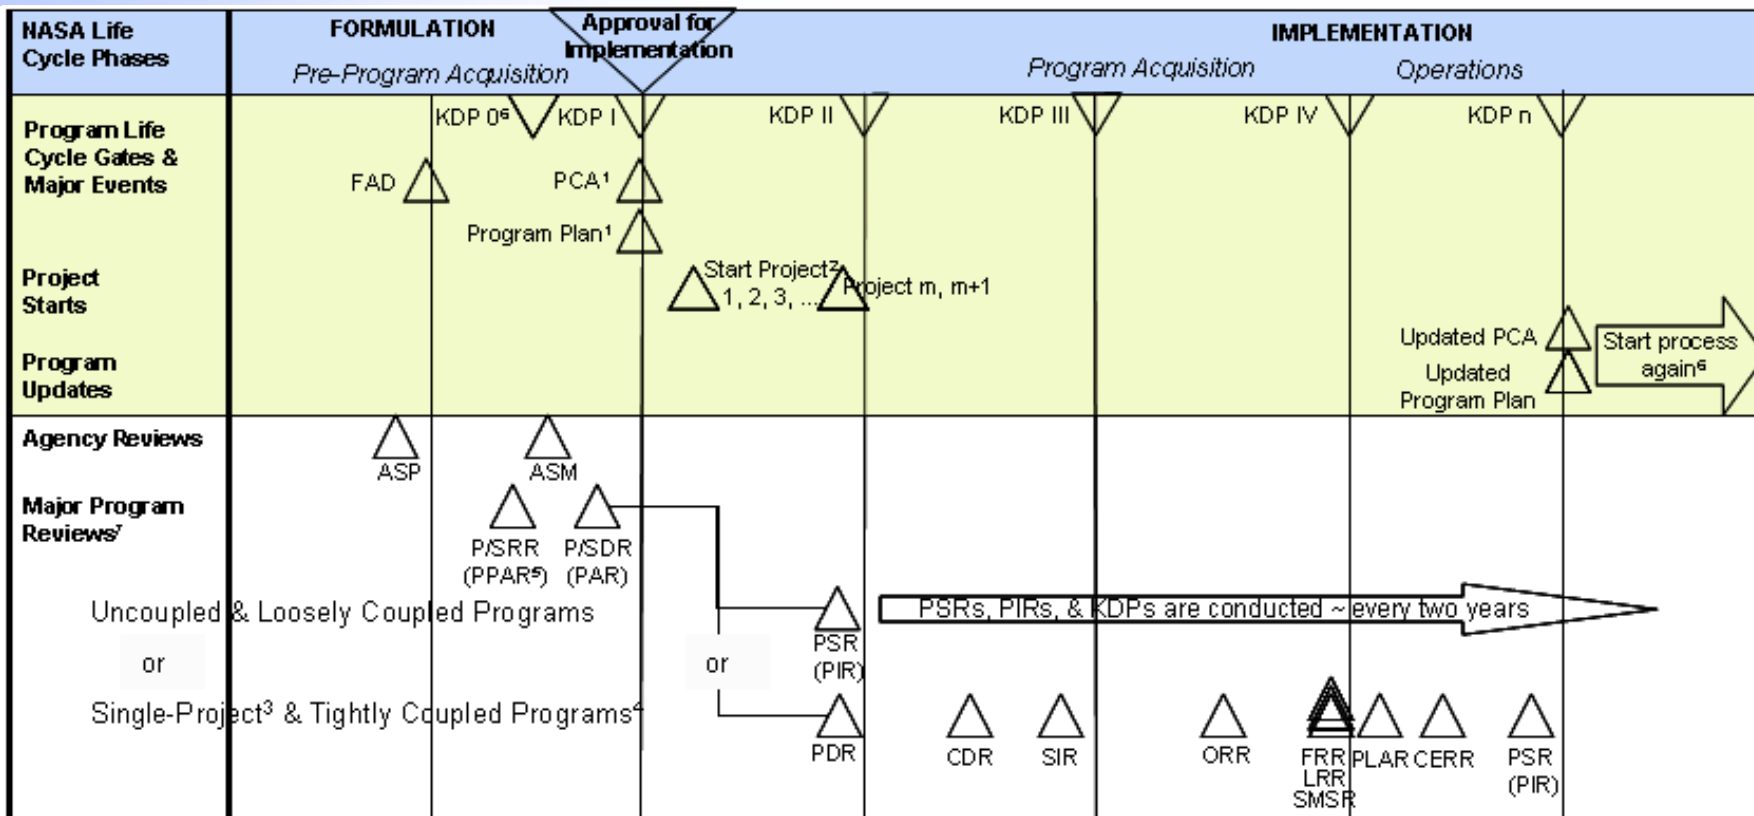 NASA Life
Cycle Phases
FORMULATION
Pre-Program Acquisition
Approval for
Implementation
IMPLEMENTATION
Program Acquisition
Operations
Program Life
Cycle Gates &
Major Events
KDP 0⁶
KDP I
KDP II
KDP III
KDP IV
KDP n
FAD
PCA¹
Program Plan¹
Project
Starts
Start Project²
1, 2, 3, ...
Project m, m+1
Program
Updates
Updated PCA
Updated
Program Plan
Start process
again⁶
Agency Reviews
ASP
ASM
Major Program
Reviews⁷
P/SRR
(PPAR⁵)
P/SDR
(PAR)
Uncoupled & Loosely Coupled Programs
PSR
(PIR)
PSRs, PIRs, & KDPs are conducted ~every two years
or
or
Single-Project³ & Tightly Coupled Programs⁴
PDR
CDR
SIR
ORR
FRR
LRR
SMSR
PLAR
CERR
PSR
(PIR)